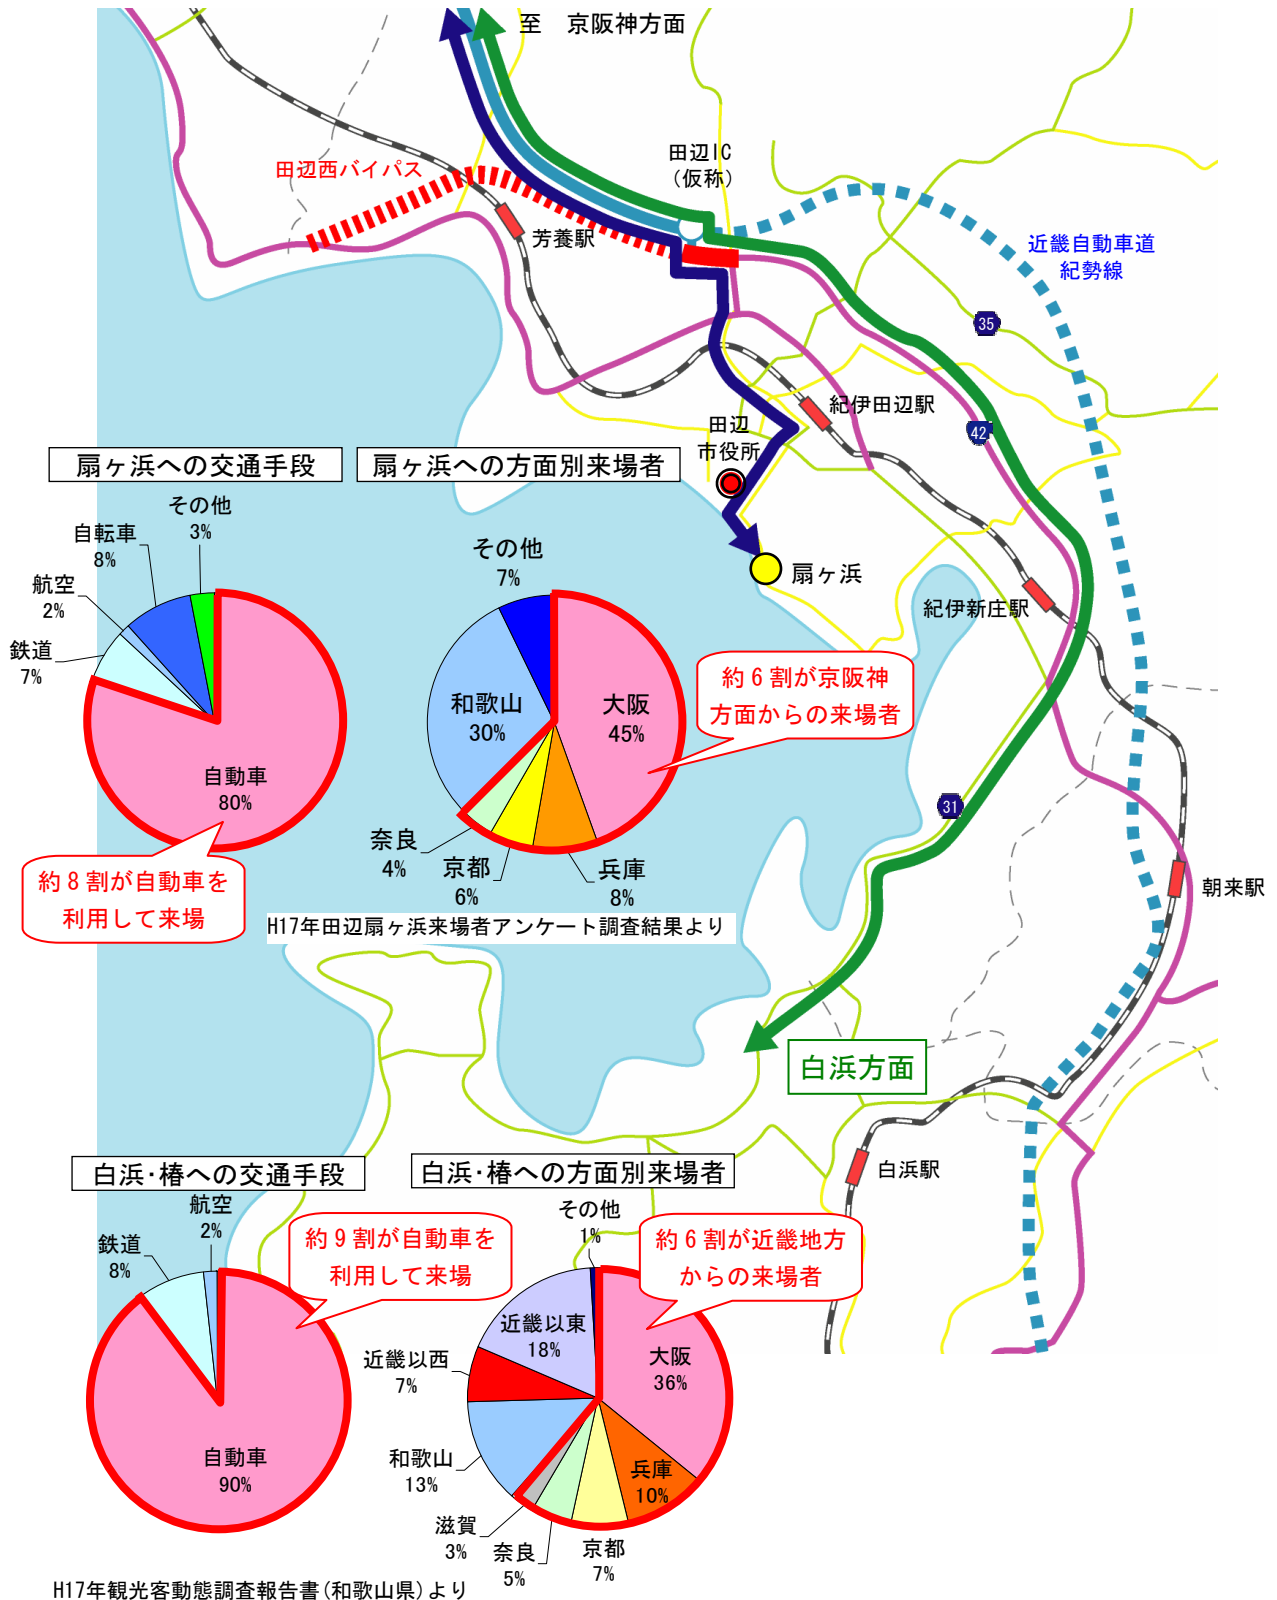 至　京阪神方面
田辺IC
（仮称）
田辺西バイパス
芳養駅
近畿自動車道
紀勢線
35
紀伊田辺駅
42
田辺
市役所
扇ヶ浜
紀伊新庄駅
31
朝来駅
白浜方面
白浜駅
扇ヶ浜への交通手段
その他
3%
自転車
8%
航空
2%
鉄道
7%
自動車
80%
約8割が自動車を
利用して来場
扇ヶ浜への方面別来場者
その他
7%
和歌山
30%
大阪
45%
奈良
4%
京都
6%
兵庫
8%
約6割が京阪神
方面からの来場者
H17年田辺扇ヶ浜来場者アンケート調査結果より
白浜・椿への交通手段
航空
2%
鉄道
8%
自動車
90%
約9割が自動車を
利用して来場
白浜・椿への方面別来場者
その他
1%
近畿以東
18%
近畿以西
7%
和歌山
13%
滋賀
3%
奈良
5%
京都
7%
兵庫
10%
大阪
36%
約6割が近畿地方
からの来場者
H17年観光客動態調査報告書(和歌山県)より